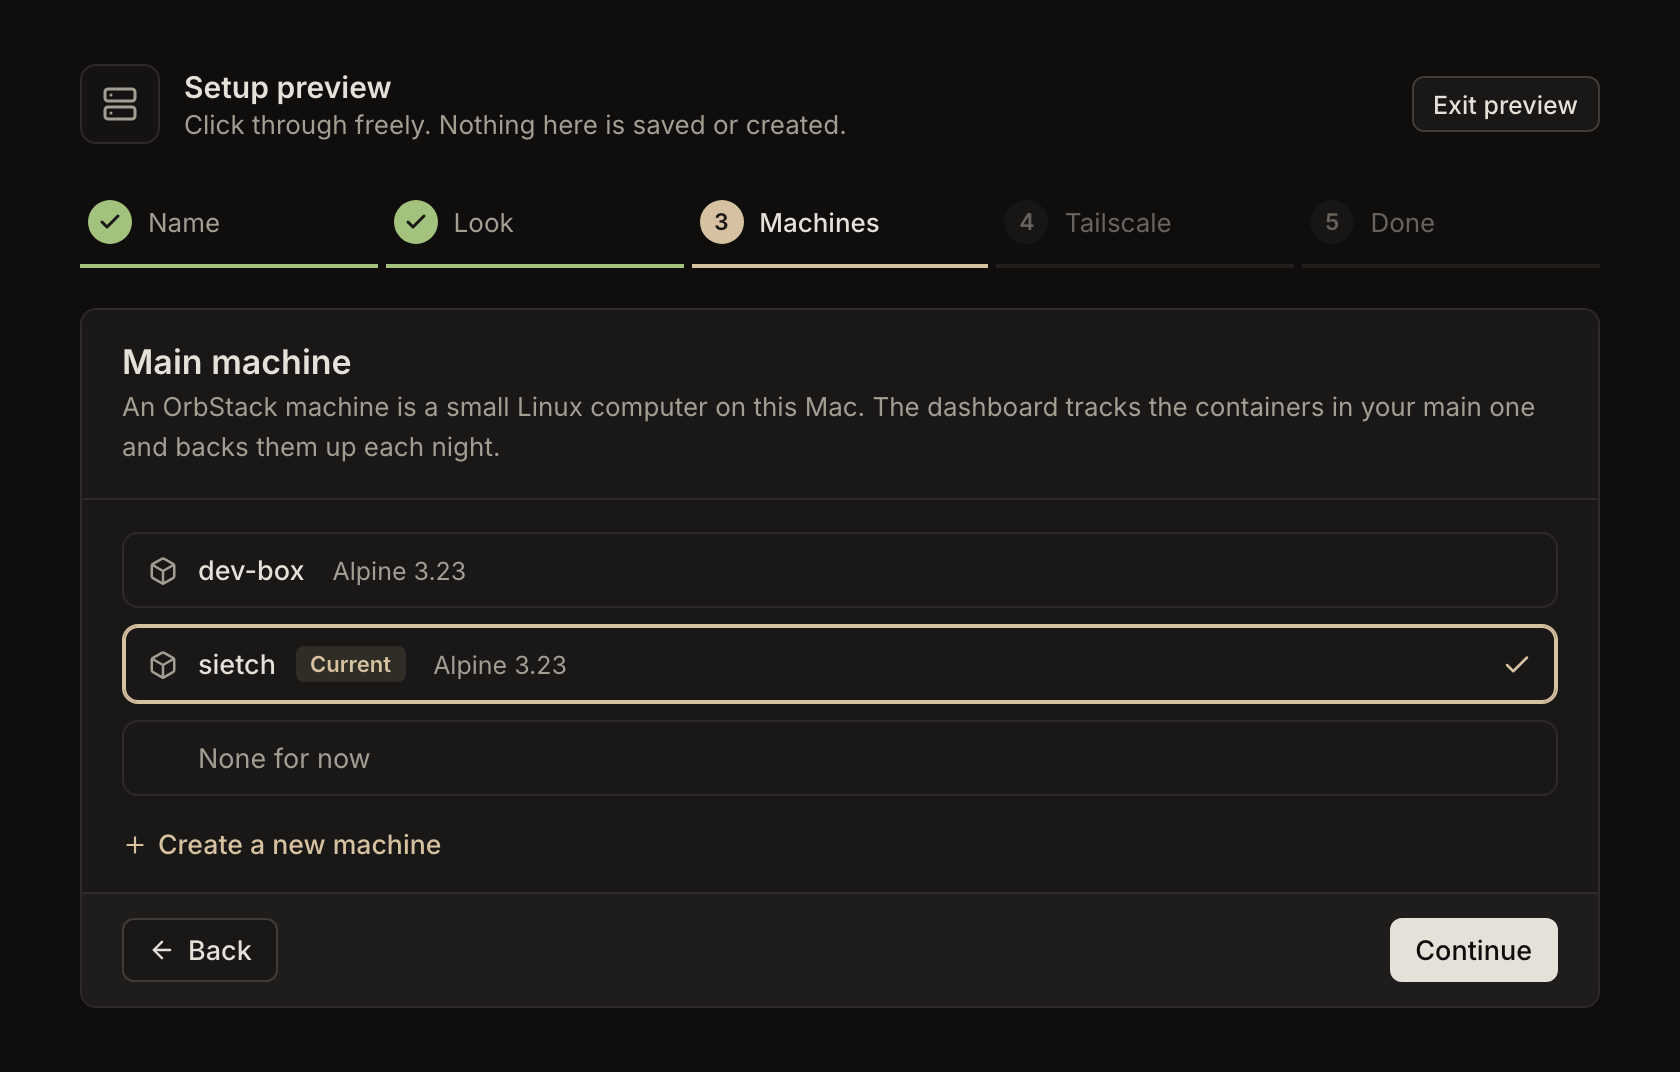 Setup preview
Click through freely. Nothing here is saved or created.
Exit preview
Name
Look
3 Machines
4 Tailscale
5 Done
Main machine
An OrbStack machine is a small Linux computer on this Mac. The dashboard tracks the containers in your main one
and backs them up each night.
dev-box Alpine 3.23
sietch Current Alpine 3.23
None for now
+ Create a new machine
← Back
Continue